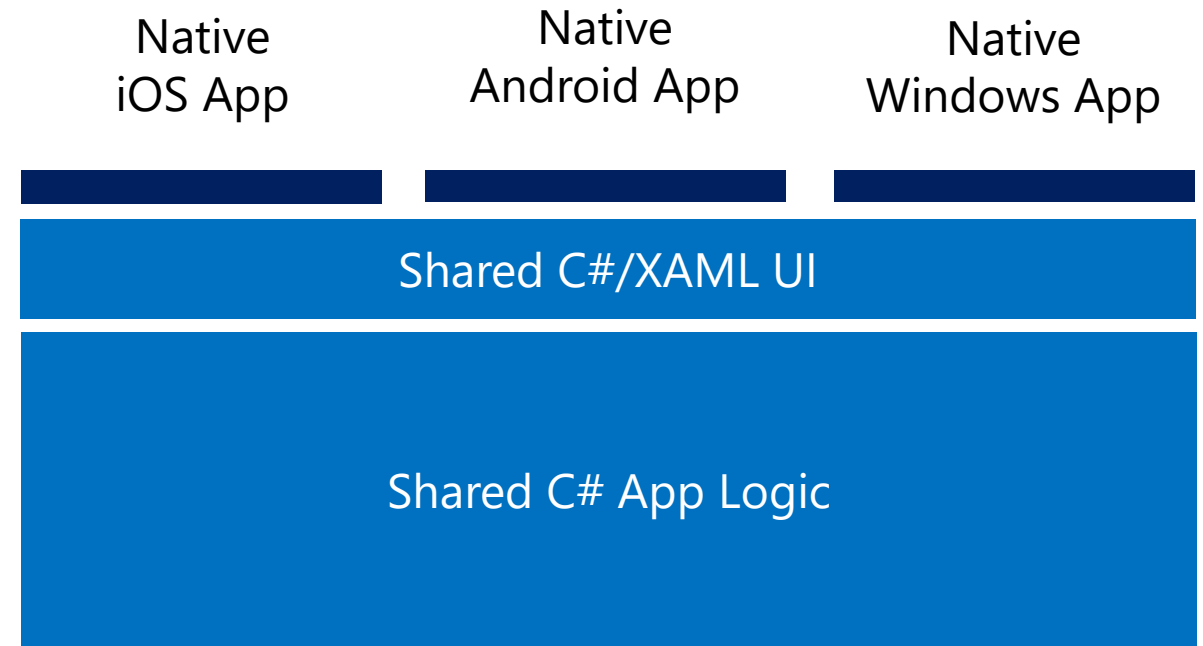 Native
iOS App
Native
Android App
Native
Windows App
Shared C#/XAML UI
Shared C# App Logic